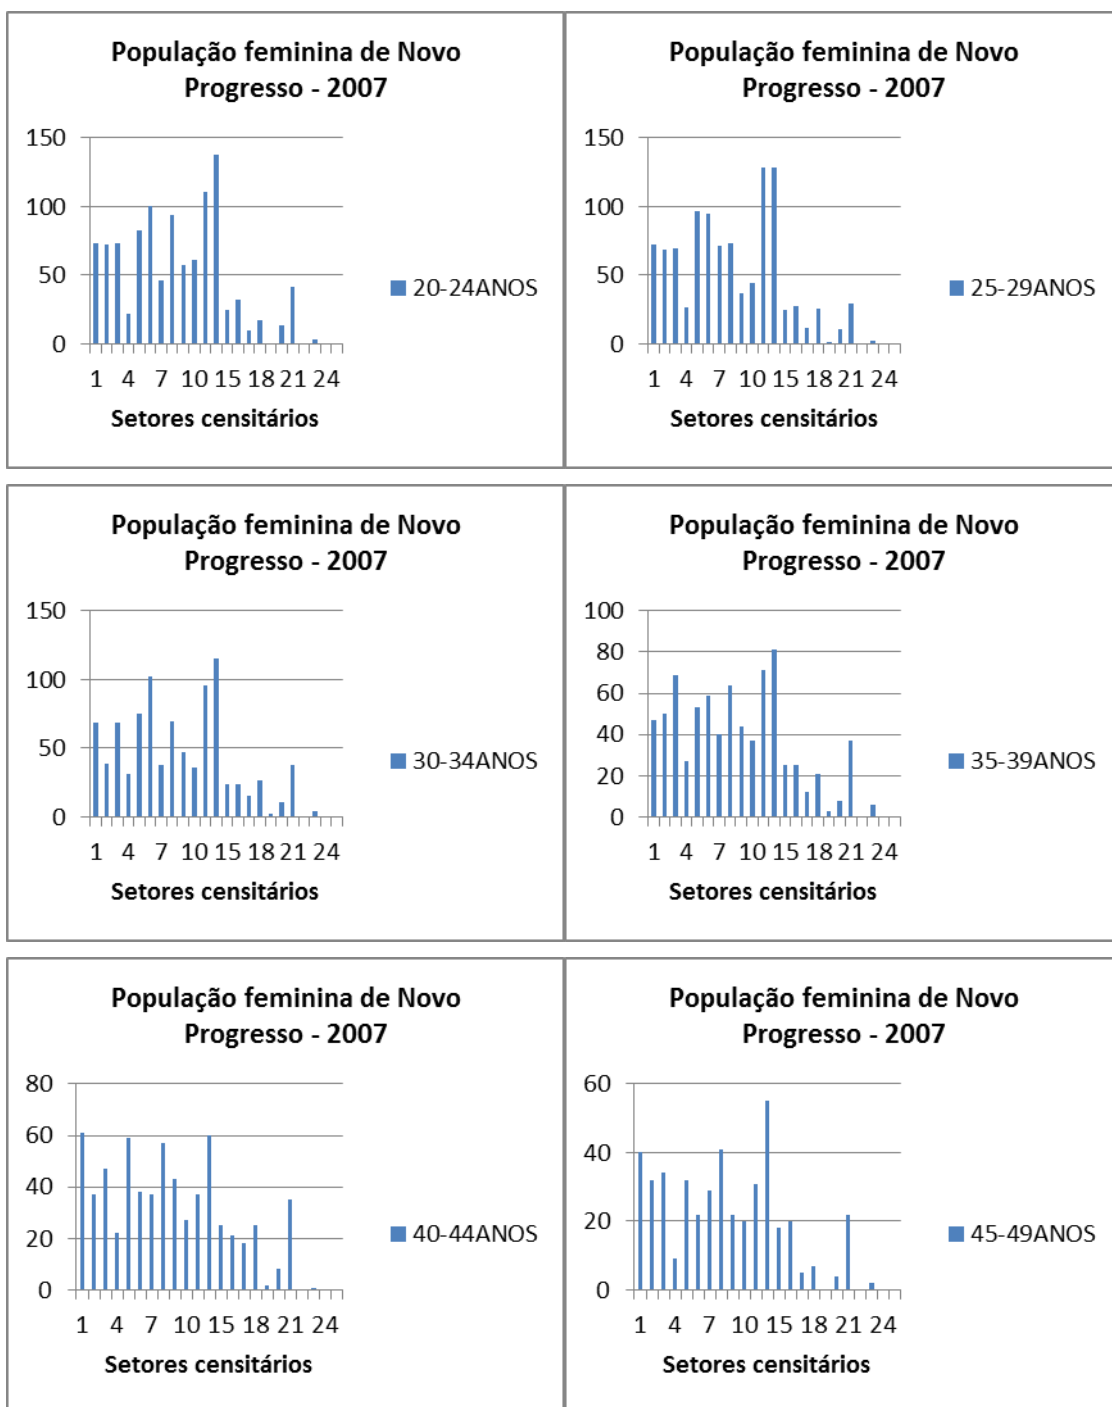 População feminina de Novo
Progresso - 2007
150
100
50
0
1 4 7 10 15 18 21 24
Setores censitários
20-24ANOS
População feminina de Novo
Progresso - 2007
150
100
50
0
1 4 7 10 15 18 21 24
Setores censitários
25-29ANOS
População feminina de Novo
Progresso - 2007
150
100
50
0
1 4 7 10 15 18 21 24
Setores censitários
30-34ANOS
População feminina de Novo
Progresso - 2007
100
80
60
40
20
0
1 4 7 10 15 18 21 24
Setores censitários
35-39ANOS
População feminina de Novo
Progresso - 2007
80
60
40
20
0
1 4 7 10 15 18 21 24
Setores censitários
40-44ANOS
População feminina de Novo
Progresso - 2007
60
40
20
0
1 4 7 10 15 18 21 24
Setores censitários
45-49ANOS